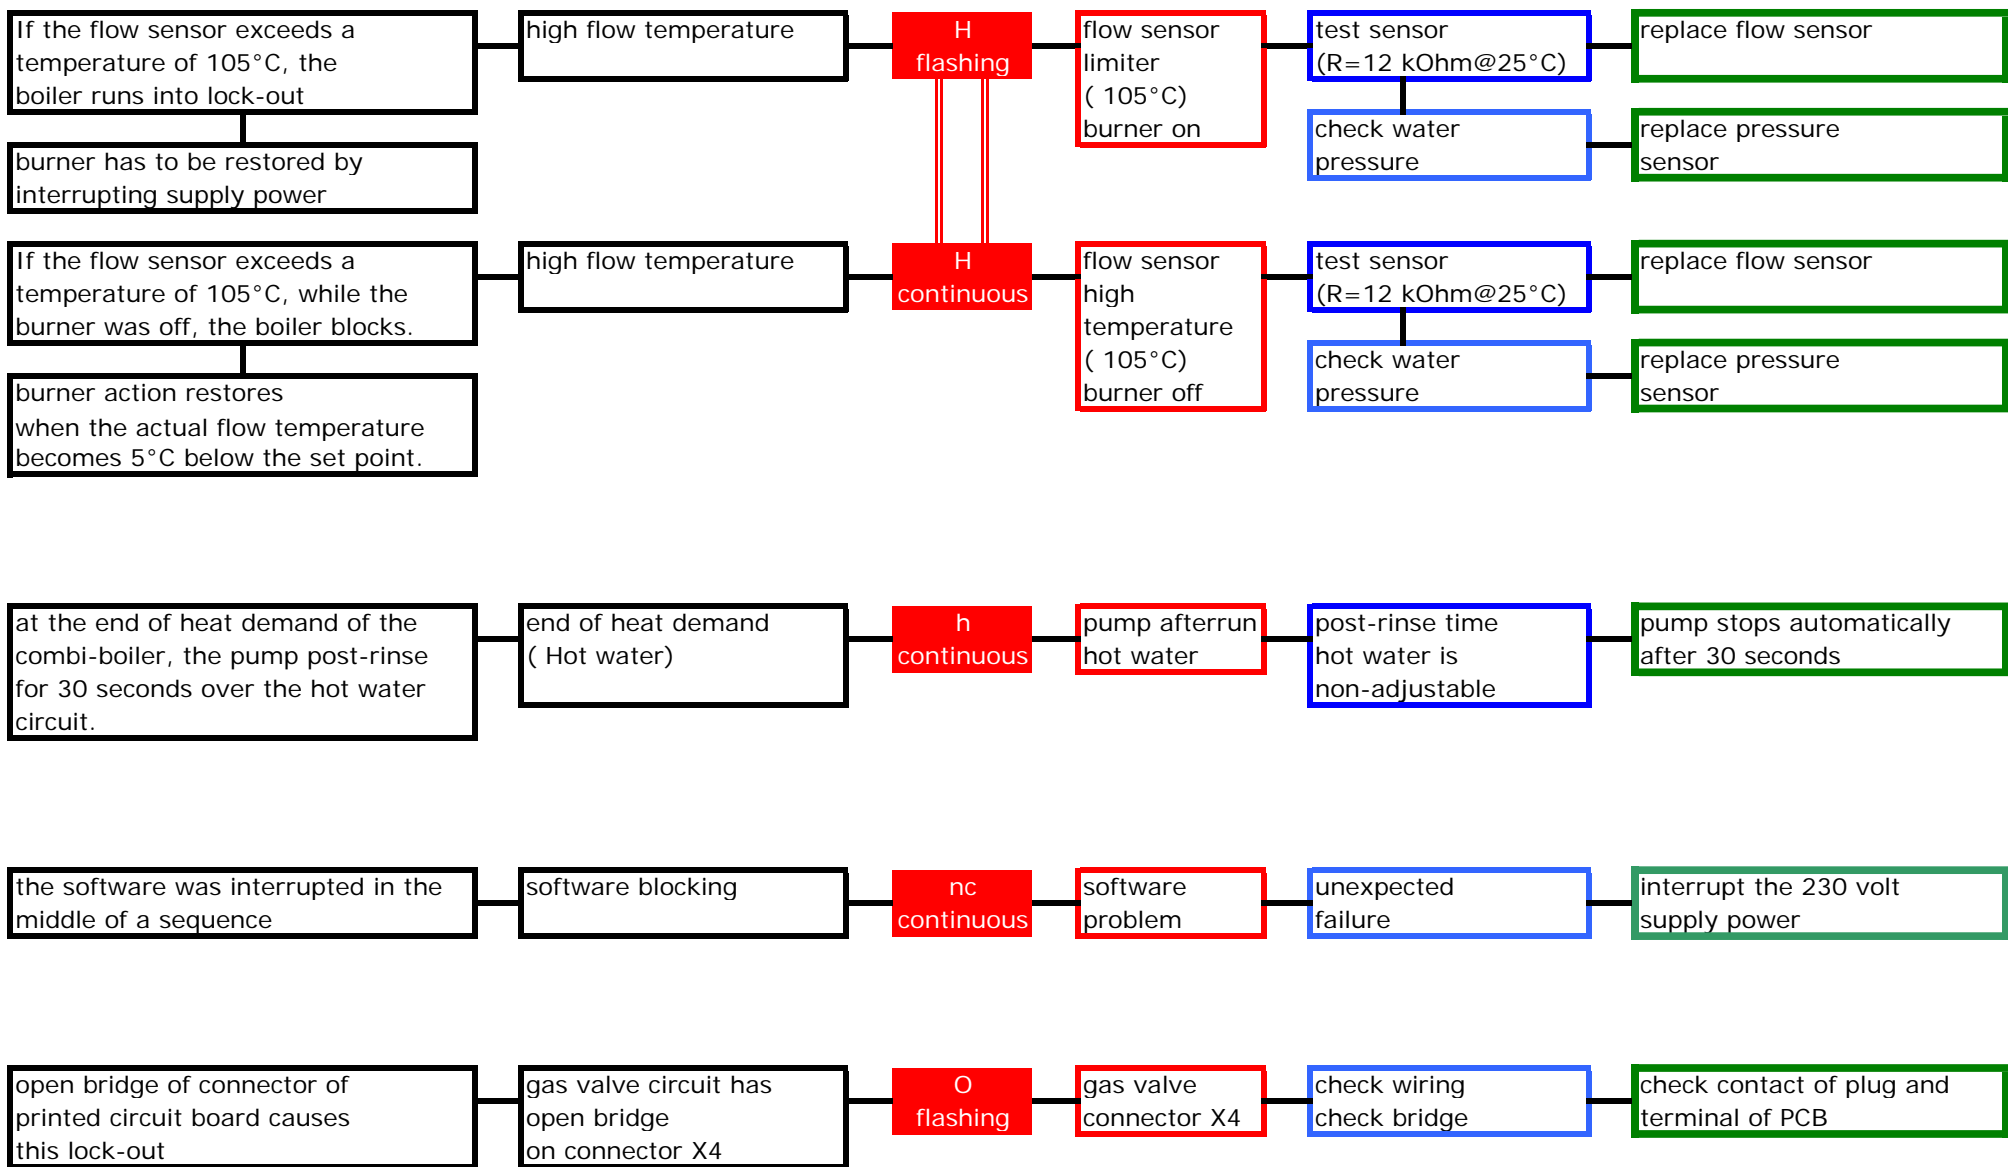 If the flow sensor exceeds a
temperature of 105°C, the
boiler runs into lock-out
burner has to be restored by
interrupting supply power
high flow temperature
H
flashing
flow sensor
limiter
( 105°C)
burner on
test sensor
(R=12 kOhm@25°C)
check water
pressure
replace flow sensor
replace pressure
sensor
If the flow sensor exceeds a
temperature of 105°C, while the
burner was off, the boiler blocks.
burner action restores
when the actual flow temperature
becomes 5°C below the set point.
high flow temperature
H
continuous
flow sensor
high
temperature
( 105°C)
burner off
test sensor
(R=12 kOhm@25°C)
check water
pressure
replace flow sensor
replace pressure
sensor
at the end of heat demand of the
combi-boiler, the pump post-rinse
for 30 seconds over the hot water
circuit.
end of heat demand
( Hot water)
h
continuous
pump afterrun
hot water
post-rinse time
hot water is
non-adjustable
pump stops automatically
after 30 seconds
the software was interrupted in the
middle of a sequence
software blocking
nc
continuous
software
problem
unexpected
failure
interrupt the 230 volt
supply power
open bridge of connector of
printed circuit board causes
this lock-out
gas valve circuit has
open bridge
on connector X4
O
flashing
gas valve
connector X4
check wiring
check bridge
check contact of plug and
terminal of PCB